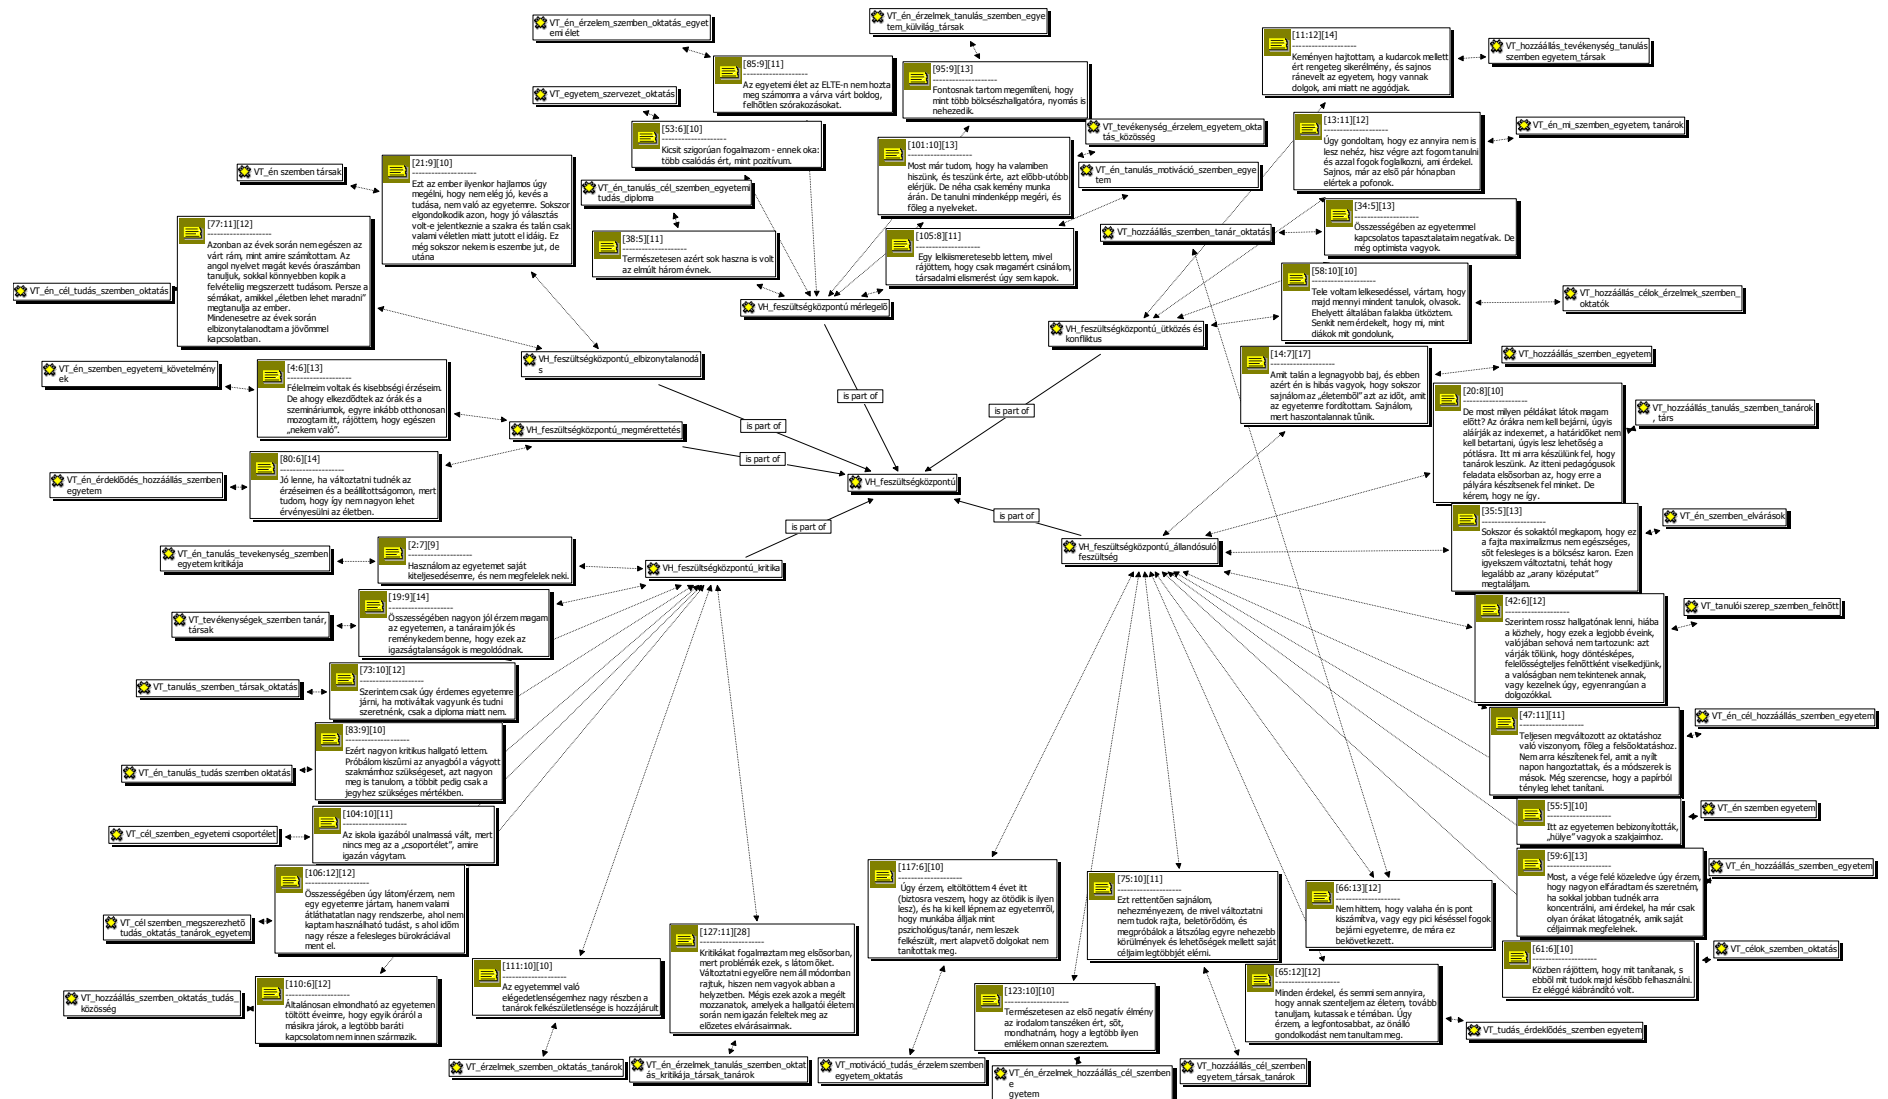 VT_én_érzelem_szemben_oktatás_egyet
emi élet
VT_én_érzelmek_tanulás_szemben_egye
tem_külvilág_társak
[85:9][11]
--------------------
Az egyetemi élet az ELTE-n nem hozta
meg számomra a várva várt boldog,
felhőtlen szórakozásokat.
[95:9][13]
--------------------
Fontosnak tartom megemlíteni, hogy
mint több bölcsészhallgatóra, nyomás is
nehezedik.
[11:12][14]
--------------------
Keményen hajtottam, a kudarcok mellett
ért rengeteg sikerélmény, és sajnos
ránevelt az egyetem, hogy vannak
dolgok, ami miatt ne aggódjak.
VT_hozzáállás_tevékenység_tanulás
szemben egyetem_társak
VT_egyetem_szervezet_oktatás
[53:6][10]
--------------------
Kicsit szigorúan fogalmazom - ennek oka:
több csalódás ért, mint pozitívum.
VT_tevékenység_érzelem_egyetem_okta
tás_közösség
[13:11][12]
--------------------
Úgy gondoltam, hogy ez annyira nem is
lesz nehéz, hisz végre azt fogom tanulni
és azzal fogok foglalkozni, ami érdekel.
Sajnos, már az első pár hónapban
elértek a pofonok.
VT_én_mi_szemben_egyetem, tanárok
VT_én szemben társak
[21:9][10]
--------------------
Ezt az ember ilyenkor hajlamos úgy
megélni, hogy nem elég jó, kevés a
tudása, nem való az egyetemre. Sokszor
elgondolkodik azon, hogy jó választás
volt-e jelentkeznie a szakra és talán csak
valami véletlen miatt jutott el idáig. Ez
még sokszor nekem is eszembe jut, de
utána
VT_én_tanulás_cél_szemben_egyetemi
tudás_diploma
[101:10][13]
--------------------
Most már tudom, hogy ha valamiben
hiszünk, és teszünk érte, azt előbb-utóbb
elérjük. De néha csak kemény munka
árán. De tanulni mindenképp megéri, és
főleg a nyelveket.
VT_én_tanulás_motiváció_szemben_egye
tem
[34:5][13]
--------------------
Összességében az egyetemmel
kapcsolatos tapasztalataim negatívak. De
még optimista vagyok.
[77:11][12]
--------------------
Azonban az évek során nem egészen az
várt rám, mint amire számítottam. Az
angol nyelvet magát kevés óraszámban
tanuljuk, sokkal könnyebben kopik a
felvételiig megszerzett tudásom. Persze a
sémákat, amikkel „életben lehet maradni”
megtanulja az ember.
Mindenesetre az évek során
elbizonytalanodtam a jövőmmel
kapcsolatban.
[38:5][11]
--------------------
Természetesen azért sok haszna is volt
az elmúlt három évnek.
[105:8][11]
--------------------
Egy lelkiismeretesebb lettem, mivel
rájöttem, hogy csak magamért csinálom,
társadalmi elismerést úgy sem kapok.
VT_hozzáállás_szemben_tanár_oktatás
[58:10][10]
--------------------
Tele voltam lelkesedéssel, vártam, hogy
majd mennyi mindent tanulok, olvasok.
Ehelyett általában falakba ütköztem.
Senkit nem érdekelt, hogy mi, mint
diákok mit gondolunk,
VT_hozzáállás_célok_érzelmek_szemben_
oktatók
VT_én_cél_tudás_szemben_oktatás
VH_feszültségközpontú mérlegelő
VH_feszültségközpontú_ütközés és
konfliktus
VH_feszültségközpontú_elbizonytalanodá
s
VT_én_szemben_egyetemi_követelmény
ek
[4:6][13]
--------------------
Félelmeim voltak és kisebbségi érzéseim.
De ahogy elkezdődtek az órák és a
szemináriumok, egyre inkább otthonosan
mozogtam itt, rájöttem, hogy egészen
„nekem való”.
[14:7][17]
--------------------
Amit talán a legnagyobb baj, és ebben
azért én is hibás vagyok, hogy sokszor
sajnálom az „életemből” azt az időt, amit
az egyetemre fordítottam. Sajnálom,
mert haszontalannak tűnik.
VT_hozzáállás_szemben_egyetem
[20:8][10]
--------------------
De most milyen példákat látok magam
előtt? Az órákra nem kell bejárni, úgyis
aláírják az indexemet, a határidőket nem
kell betartani, úgyis lesz lehetőség a
pótlásra. Itt mi arra készülünk fel, hogy
tanárok leszünk. Az itteni pedagógusok
feladata elsősorban az, hogy erre a
pályára készítsenek fel minket. De
kérem, hogy ne így.
VT_hozzáállás_tanulás_szemben_tanárok
, társ
is part of
is part of
is part of
VH_feszültségközpontú_megmérettetés
is part of
[80:6][14]
--------------------
Jó lenne, ha változtatni tudnék az
érzéseimen és a beállítottságomon, mert
tudom, hogy így nem nagyon lehet
érvényesülni az életben.
VT_én_érdeklődés_hozzáállás_szemben
egyetem
VH_feszültségközpontú
is part of
is part of
[35:5][13]
--------------------
Sokszor és sokaktól megkapom, hogy ez
a fajta maximalizmus nem egészséges,
sőt felesleges is a bölcsész karon. Ezen
igyekszem változtatni, tehát hogy
legalább az „arany középutat”
megtaláljam.
VT_én_szemben_elvárások
VT_én_tanulás_tevekenység_szemben
egyetem kritikája
[2:7][9]
--------------------
Használom az egyetemet saját
kiteljesedésemre, és nem megfelelek neki.
VH_feszültségközpontú_kritika
VH_feszültségközpontú_állandósuló
feszültség
[19:9][14]
--------------------
Összességében nagyon jól érzem magam
az egyetemen, a tanáraim jók és
reménykedem benne, hogy ezek az
igazságtalanságok is megoldódnak.
VT_tevékenységek_szemben tanár,
társak
[42:6][12]
--------------------
Szerintem rossz hallgatónak lenni, hiába
a közhely, hogy ezek a legjobb éveink,
valójában sehová nem tartozunk: azt
várják tőlünk, hogy döntésképes,
felelősségteljes felnőttként viselkedjünk,
a valóságban nem tekintenek annak,
vagy kezelnek úgy, egyenrangúan a
dolgozókkal.
VT_tanulói szerep_szemben_felnőtt
VT_tanulás_szemben_társak_oktatás
[73:10][12]
--------------------
Szerintem csak úgy érdemes egyetemre
járni, ha motiváltak vagyunk és tudni
szeretnénk, csak a diploma miatt nem.
[47:11][11]
--------------------
Teljesen megváltozott az oktatáshoz
való viszonyom, főleg a felsőoktatáshoz.
Nem arra készítenek fel, amit a nyílt
napon hangoztattak, és a módszerek is
mások. Még szerencse, hogy a papírból
tényleg lehet tanítani.
VT_én_cél_hozzáállás_szemben_egyetem
VT_én_tanulás_tudás szemben oktatás
[83:9][10]
--------------------
Ezért nagyon kritikus hallgató lettem.
Próbálom kiszűrni az anyagból a vágyott
szakmámhoz szükségeset, azt nagyon
meg is tanulom, a többit pedig csak a
jegyhez szükséges mértékben.
[55:5][10]
--------------------
Itt az egyetemen bebizonyították,
„hülye” vagyok a szakjaimhoz.
VT_én szemben egyetem
VT_cél_szemben_egyetemi csoportélet
[104:10][11]
--------------------
Az iskola igazából unalmassá vált, mert
nincs meg az a „csoportélet”, amire
igazán vágytam.
[59:6][13]
--------------------
Most, a vége felé közeledve úgy érzem,
hogy nagyon elfáradtam és szeretném,
ha sokkal jobban tudnék arra
koncentrálni, ami érdekel, ha már csak
olyan órákat látogatnék, amik saját
céljaimnak megfelelnek.
VT_én_hozzáállás_szemben_egyetem
[106:12][12]
--------------------
Összességében úgy látom/érzem, nem
egy egyetemre jártam, hanem valami
átláthatatlan nagy rendszerbe, ahol nem
kaptam használható tudást, s ahol időm
nagy része a felesleges bürokráciával
ment el.
VT_cél szemben_megszerezhető
tudás_oktatás_tanárok_egyetem
[117:6][10]
--------------------
Úgy érzem, eltöltöttem 4 évet itt
(biztosra veszem, hogy az ötödik is ilyen
lesz), és ha ki kell lépnem az egyetemről,
hogy munkába álljak mint
pszichológus/tanár, nem leszek
felkészült, mert alapvető dolgokat nem
tanítottak meg.
[75:10][11]
--------------------
Ezt rettentően sajnálom,
nehezményezem, de mivel változtatni
nem tudok rajta, beletörődöm, és
megpróbálok a látszólag egyre nehezebb
körülmények és lehetőségek mellett saját
céljaim legtöbbjét elérni.
[66:13][12]
--------------------
Nem hittem, hogy valaha én is pont
kiszámítva, vagy egy pici késéssel fogok
bejárni egyetemre, de mára ez
bekövetkezett.
[61:6][10]
--------------------
Közben rájöttem, hogy mit tanítanak, s
ebből mit tudok majd később felhasználni.
Ez eléggé kiábrándító volt.
VT_célok_szemben_oktatás
[127:11][28]
--------------------
Kritikákat fogalmaztam meg elsősorban,
mert problémák ezek, s látom őket.
Változtatni egyelőre nem áll módomban
rajtuk, hiszen nem vagyok abban a
helyzetben. Mégis ezek azok a megélt
mozzanatok, amelyek a hallgatói életem
során nem igazán feleltek meg az
előzetes elvárásaimnak.
[111:10][10]
--------------------
Az egyetemmel való
elégedetlenségemhez nagy részben a
tanárok felkészületlensége is hozzájárult.
[65:12][12]
--------------------
Minden érdekel, és semmi sem annyira,
hogy annak szenteljem az életem, tovább
tanuljam, kutassak e témában. Úgy
érzem, a legfontosabbat, az önálló
gondolkodást nem tanultam meg.
[110:6][12]
--------------------
Általánosan elmondható az egyetemen
töltött éveimre, hogy egyik óráról a
másikra járok, a legtöbb baráti
kapcsolatom nem innen származik.
VT_hozzáállás_szemben_oktatás_tudás_
közösség
[123:10][10]
--------------------
Természetesen az első negatív élmény
az irodalom tanszéken ért, sőt,
mondhatnám, hogy a legtöbb ilyen
emlékem onnan szereztem.
VT_tudás_érdeklődés_szemben egyetem
VT_érzelmek_szemben_oktatás_tanárok
VT_én_érzelmek_tanulás_szemben_oktat
ás_kritikája_társak_tanárok
VT_motiváció_tudás_érzelem szemben
egyetem_oktatás
VT_én_érzelmek_hozzáállás_cél_szemben
e
gyetem
VT_hozzáállás_cél_szemben
egyetem_társak_tanárok